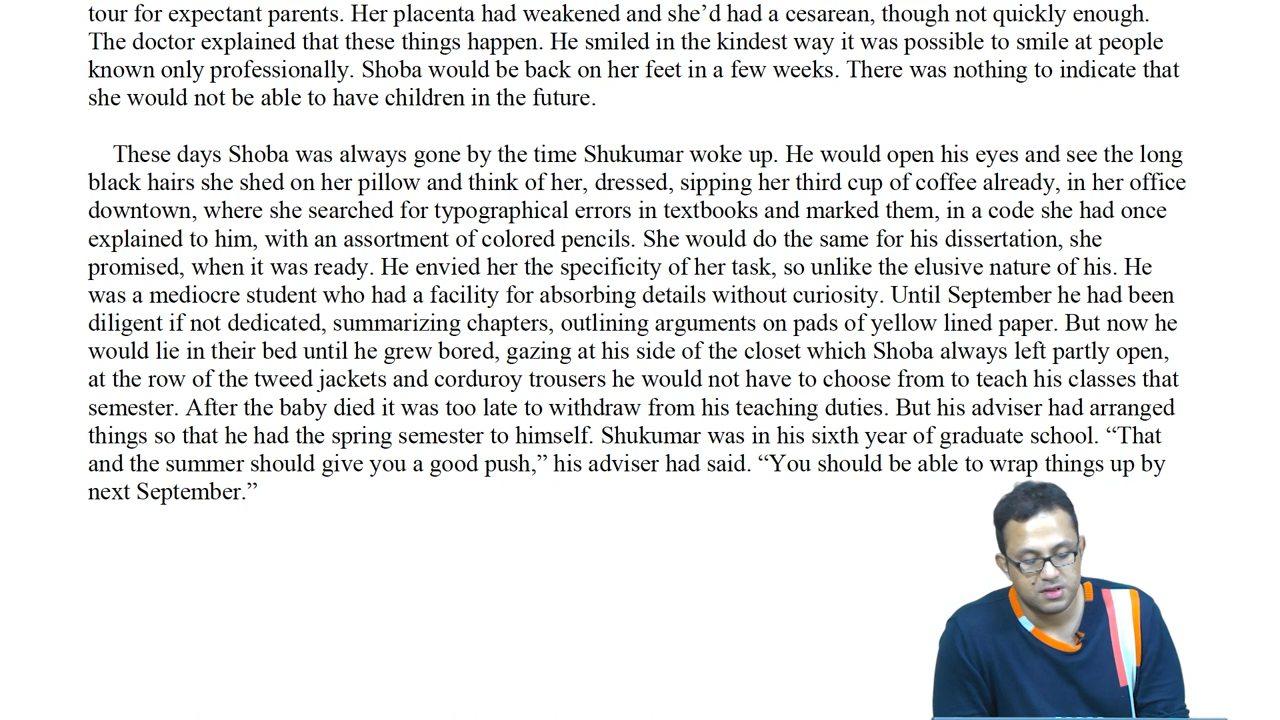 tour for expectant parents. Her placenta had weakened and she’d had a cesarean, though not quickly enough.
The doctor explained that these things happen. He smiled in the kindest way it was possible to smile at people
known only professionally. Shoba would be back on her feet in a few weeks. There was nothing to indicate that
she would not be able to have children in the future.
These days Shoba was always gone by the time Shukumar woke up. He would open his eyes and see the long
black hairs she shed on her pillow and think of her, dressed, sipping her third cup of coffee already, in her office
downtown, where she searched for typographical errors in textbooks and marked them, in a code she had once
explained to him, with an assortment of colored pencils. She would do the same for his dissertation, she
promised, when it was ready. He envied her the specificity of her task, so unlike the elusive nature of his. He
was a mediocre student who had a facility for absorbing details without curiosity. Until September he had been
diligent if not dedicated, summarizing chapters, outlining arguments on pads of yellow lined paper. But now he
would lie in their bed until he grew bored, gazing at his side of the closet which Shoba always left partly open,
at the row of the tweed jackets and corduroy trousers he would not have to choose from to teach his classes that
semester. After the baby died it was too late to withdraw from his teaching duties. But his adviser had arranged
things so that he had the spring semester to himself. Shukumar was in his sixth year of graduate school. “That
and the summer should give you a good push,” his adviser had said. “You should be able to wrap things up by
next September.”